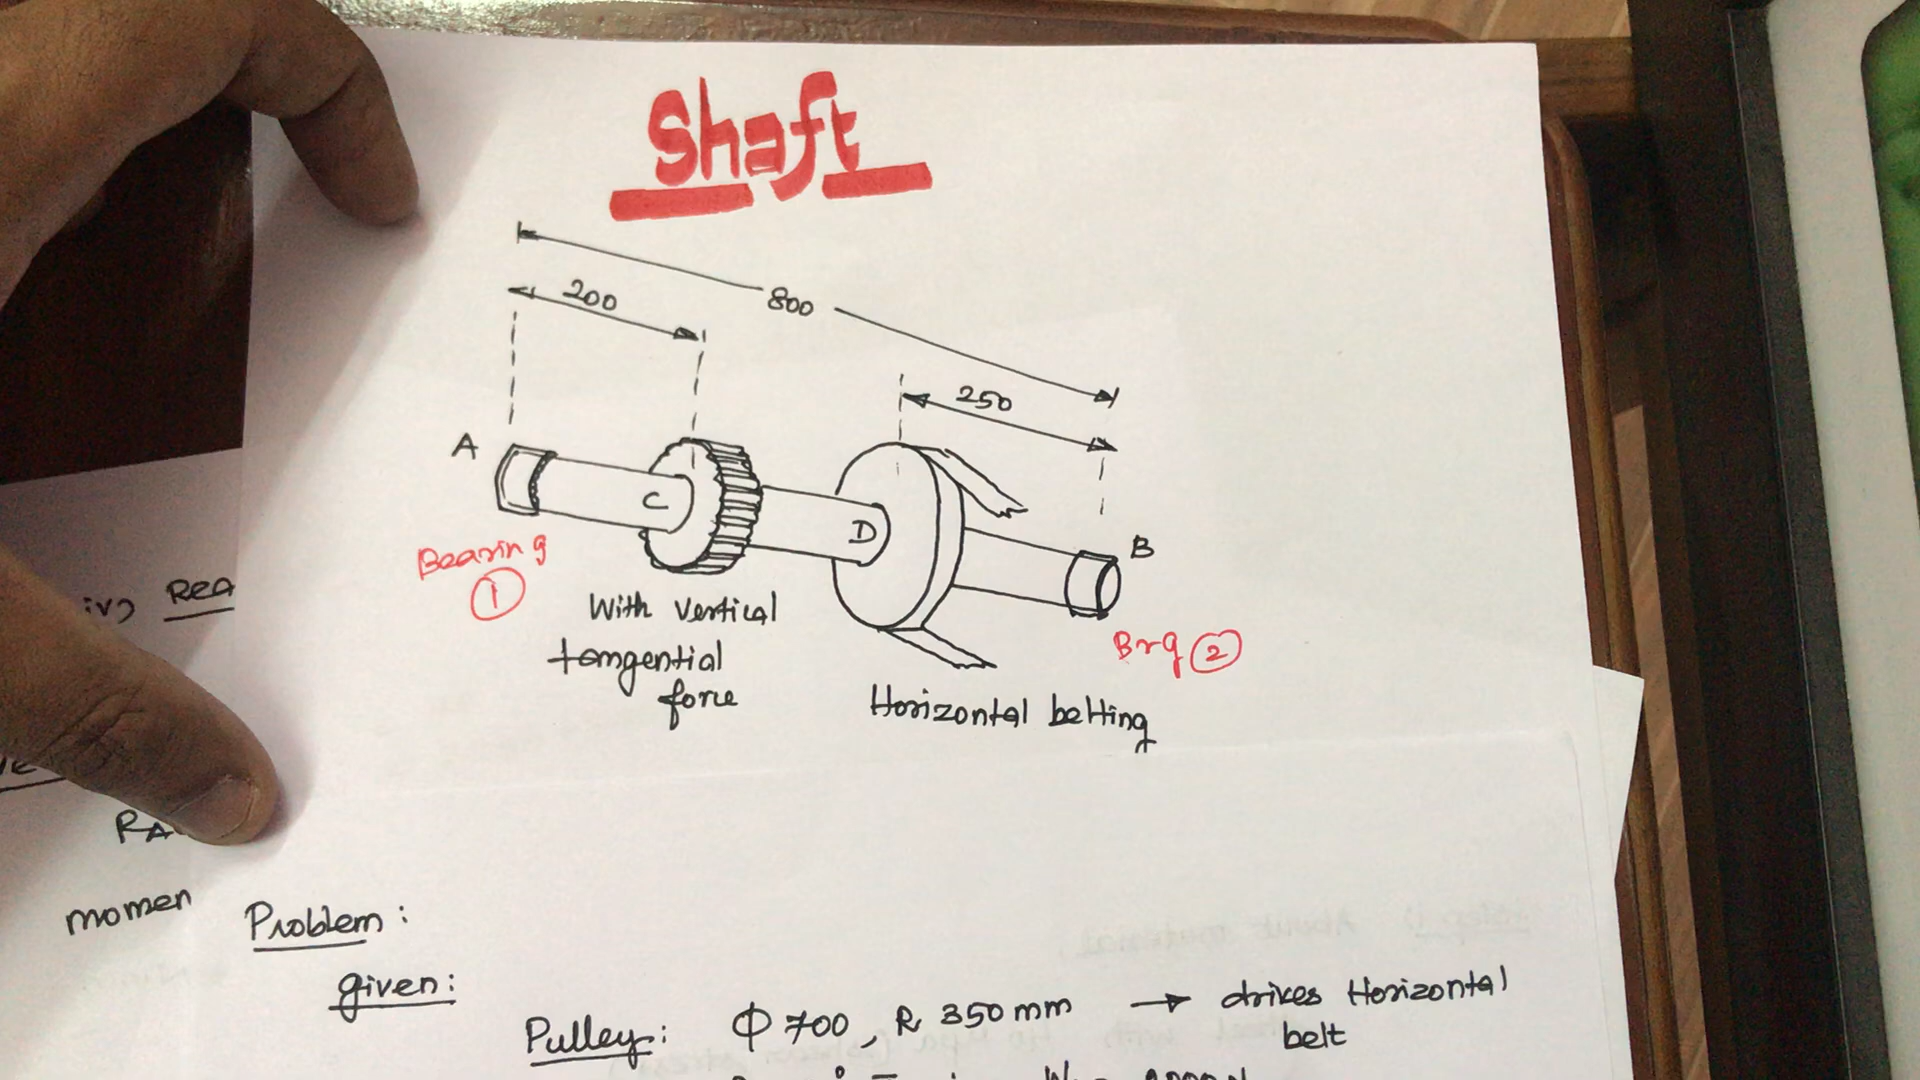 Shaft
800
200
250
A
C
D
B
Bearing
1
With vertical
tangential
force
Brg 2
Horizontal belting
Rea
RA
momen
Problem:
given:
Pulley: Φ 700, R 350 mm → drives Horizontal
belt